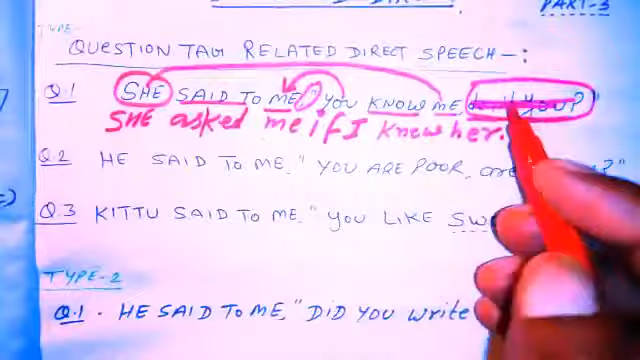 PART-3
TYPE-
QUESTION TAG RELATED DIRECT SPEECH -:
Q.1 SHE SAID TO ME "YOU KNOW ME don't you?"
SHE asked me if I knew her.
Q.2 HE SAID TO ME, "YOU ARE POOR,
Q.3 KITTU SAID TO ME, "YOU LIKE SW
TYPE-2
Q.1. HE SAID TO ME, "DID YOU write